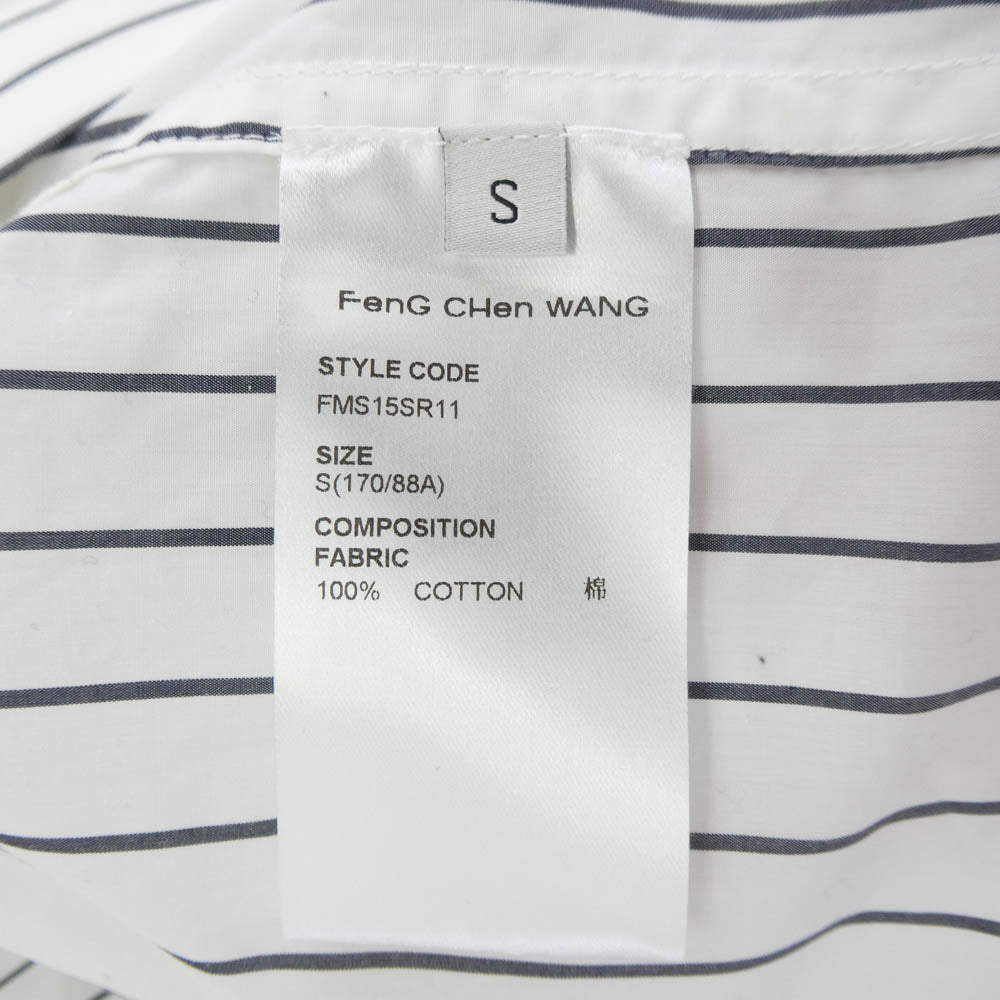 S
FenG CHen WANG
STYLE CODE
FMS15SR11
SIZE
S(170/88A)
COMPOSITION
FABRIC
100% COTTON 棉